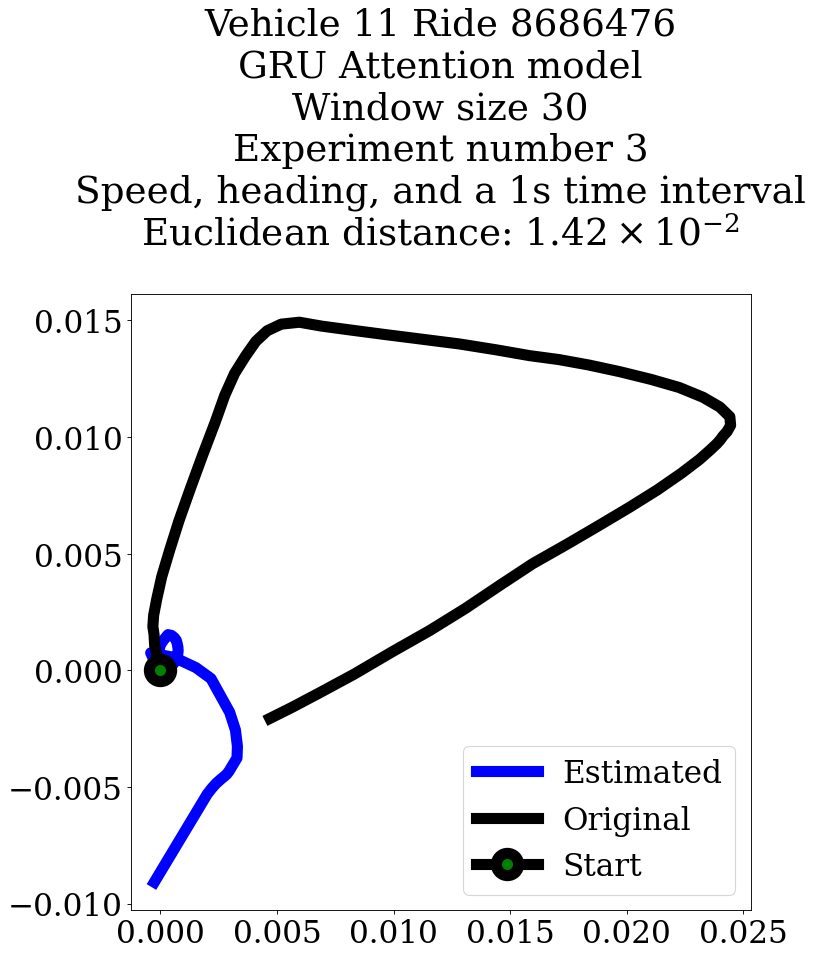 Vehicle 11 Ride 8686476
GRU Attention model
Window size 30
Experiment number 3
Speed, heading, and a 1s time interval
Euclidean distance: 1.42 × 10⁻²
0.015
0.010
0.005
0.000
−0.005
−0.010
Estimated
Original
Start
0.000 0.005 0.010 0.015 0.020 0.025